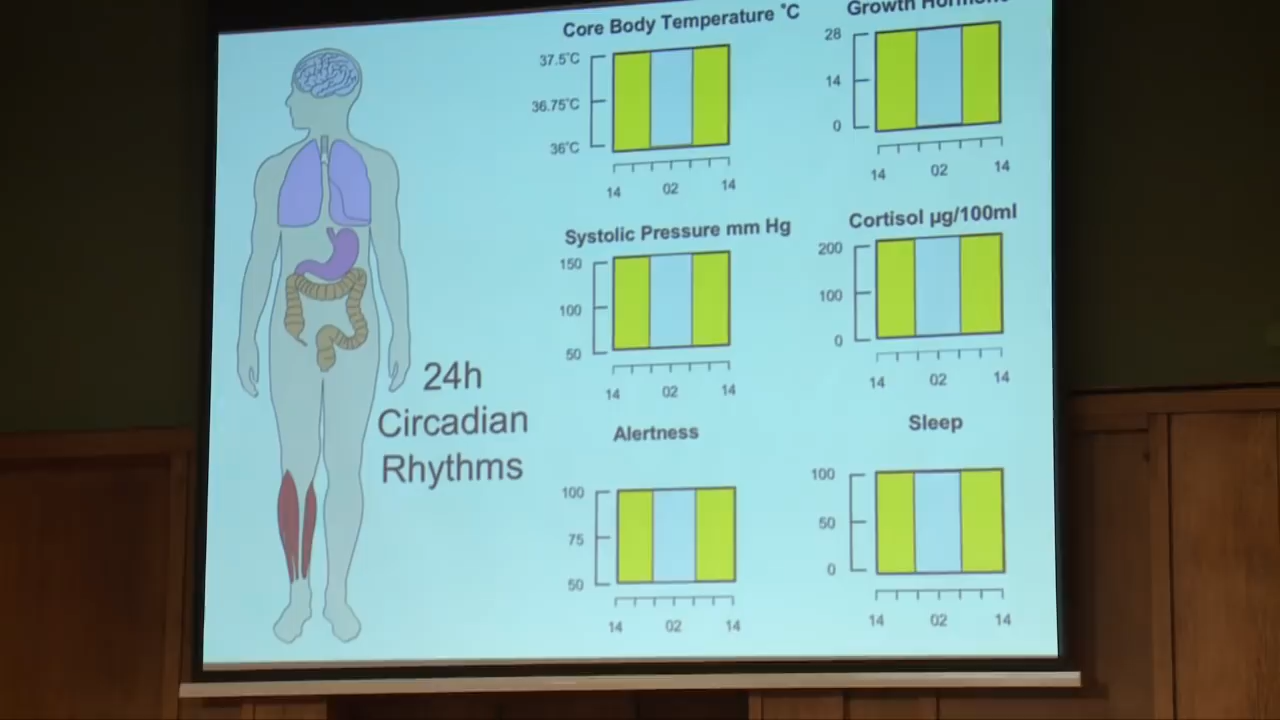 Core Body Temperature °C
37.5°C
36.75°C
36°C
14 02 14
Growth Hormone
28
14
0
14 02 14
Systolic Pressure mm Hg
150
100
50
14 02 14
Cortisol µg/100ml
200
100
0
14 02 14
24h
Circadian
Rhythms
Alertness
100
75
50
14 02 14
Sleep
100
50
0
14 02 14